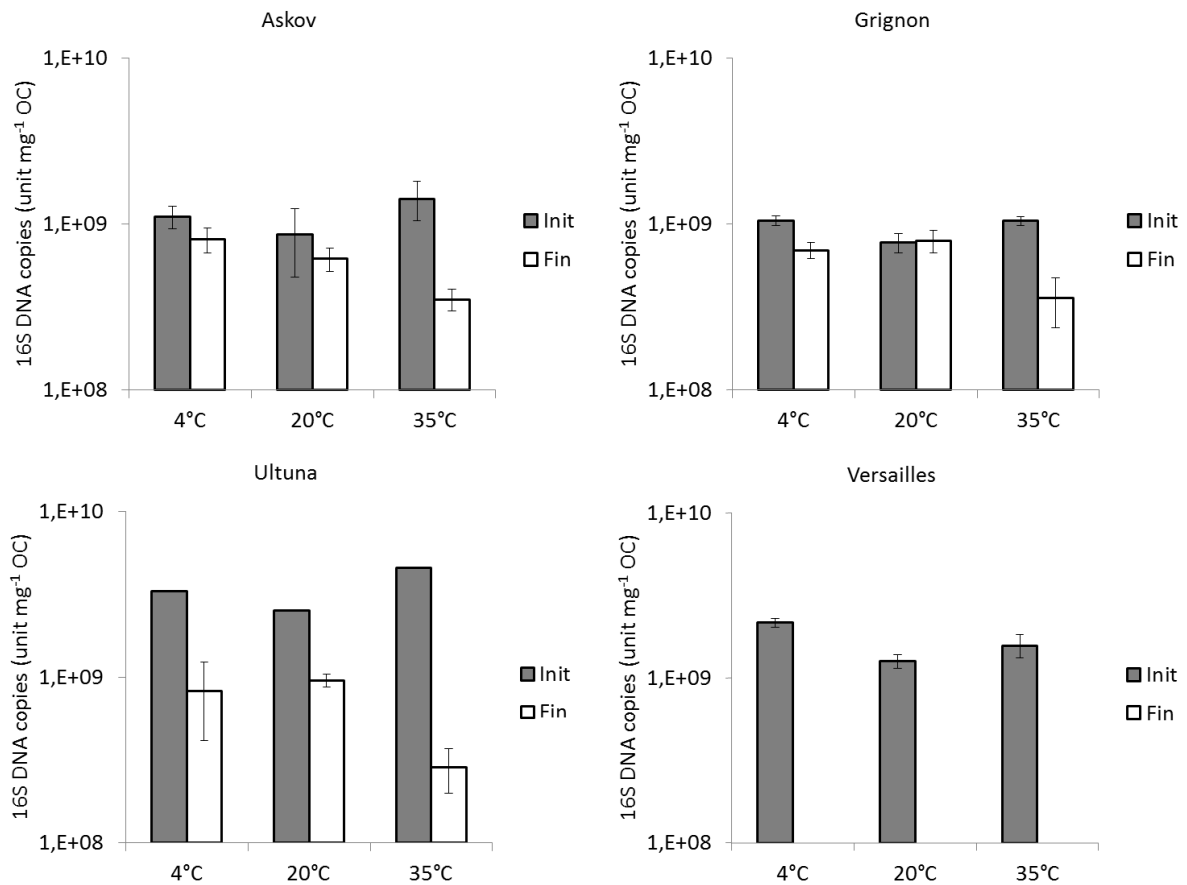 Askov
1,E+10
1,E+09
1,E+08
16S DNA copies (unit mg⁻¹ OC)
4°C 20°C 35°C
Init
Fin
Grignon
1,E+10
1,E+09
1,E+08
16S DNA copies (unit mg⁻¹ OC)
4°C 20°C 35°C
Init
Fin
Ultuna
1,E+10
1,E+09
1,E+08
16S DNA copies (unit mg⁻¹ OC)
4°C 20°C 35°C
Init
Fin
Versailles
1,E+10
1,E+09
1,E+08
16S DNA copies (unit mg⁻¹ OC)
4°C 20°C 35°C
Init
Fin